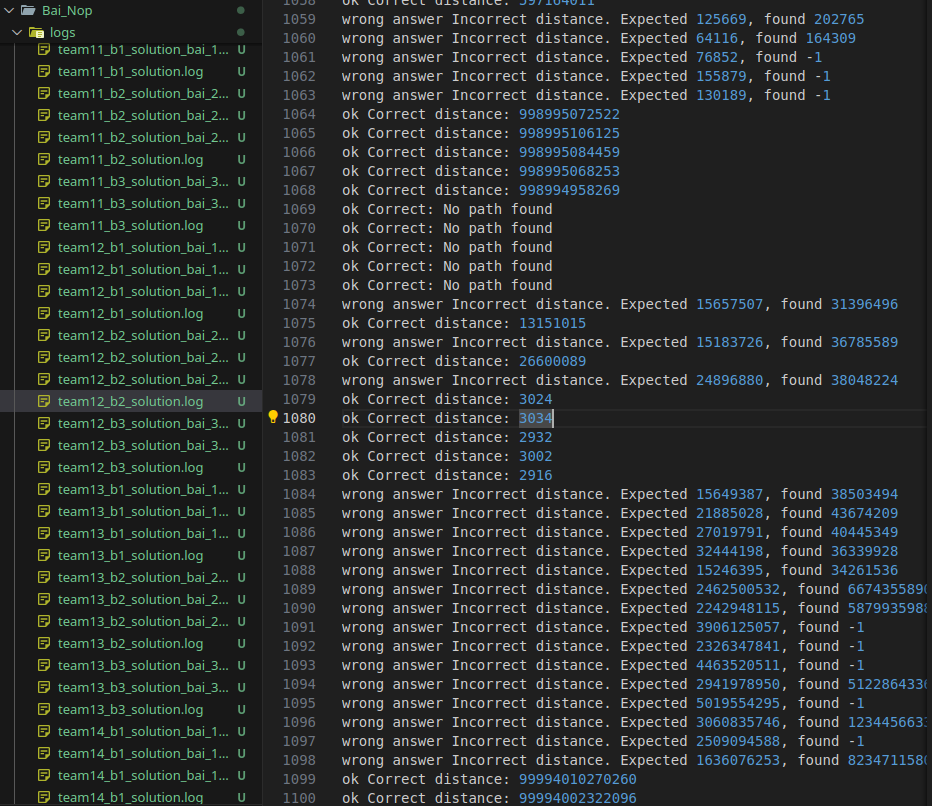 Bai_Nop
logs
team11_b1_solution_bai_1...
U
team11_b1_solution.log
U
team11_b2_solution_bai_2...
U
team11_b2_solution_bai_2...
U
team11_b2_solution_bai_2...
U
team11_b2_solution.log
U
team11_b3_solution_bai_3...
U
team11_b3_solution_bai_3...
U
team11_b3_solution.log
U
team12_b1_solution_bai_1...
U
team12_b1_solution_bai_1...
U
team12_b1_solution_bai_1...
U
team12_b1_solution.log
U
team12_b2_solution_bai_2...
U
team12_b2_solution_bai_2...
U
team12_b2_solution_bai_2...
U
team12_b2_solution.log
U
team12_b3_solution_bai_3...
U
team12_b3_solution_bai_3...
U
team12_b3_solution.log
U
team13_b1_solution_bai_1...
U
team13_b1_solution_bai_1...
U
team13_b1_solution.log
U
team13_b2_solution_bai_2...
U
team13_b2_solution_bai_2...
U
team13_b2_solution_bai_2...
U
team13_b2_solution.log
U
team13_b3_solution_bai_3...
U
team13_b3_solution_bai_3...
U
team13_b3_solution.log
U
team14_b1_solution_bai_1...
U
team14_b1_solution_bai_1...
U
team14_b1_solution_bai_1...
U
team14_b1_solution.log
U
1058 ok Correct distance: 597164011
1059 wrong answer Incorrect distance. Expected 125669, found 202765
1060 wrong answer Incorrect distance. Expected 64116, found 164309
1061 wrong answer Incorrect distance. Expected 76852, found -1
1062 wrong answer Incorrect distance. Expected 155879, found -1
1063 wrong answer Incorrect distance. Expected 130189, found -1
1064 ok Correct distance: 998995072522
1065 ok Correct distance: 998995106125
1066 ok Correct distance: 998995084459
1067 ok Correct distance: 998995068253
1068 ok Correct distance: 998994958269
1069 ok Correct: No path found
1070 ok Correct: No path found
1071 ok Correct: No path found
1072 ok Correct: No path found
1073 ok Correct: No path found
1074 wrong answer Incorrect distance. Expected 15657507, found 31396496
1075 ok Correct distance: 13151015
1076 wrong answer Incorrect distance. Expected 15183726, found 36785589
1077 ok Correct distance: 26600089
1078 wrong answer Incorrect distance. Expected 24896880, found 38048224
1079 ok Correct distance: 3024
1080 ok Correct distance: 3034
1081 ok Correct distance: 2932
1082 ok Correct distance: 3002
1083 ok Correct distance: 2916
1084 wrong answer Incorrect distance. Expected 15649387, found 38503494
1085 wrong answer Incorrect distance. Expected 21885028, found 43674209
1086 wrong answer Incorrect distance. Expected 27019791, found 40445349
1087 wrong answer Incorrect distance. Expected 32444198, found 36339928
1088 wrong answer Incorrect distance. Expected 15246395, found 34261536
1089 wrong answer Incorrect distance. Expected 2462500532, found 667435589
1090 wrong answer Incorrect distance. Expected 2242948115, found 587993598
1091 wrong answer Incorrect distance. Expected 3906125057, found -1
1092 wrong answer Incorrect distance. Expected 2326347841, found -1
1093 wrong answer Incorrect distance. Expected 4463520511, found -1
1094 wrong answer Incorrect distance. Expected 2941978950, found 512286433
1095 wrong answer Incorrect distance. Expected 5019554295, found -1
1096 wrong answer Incorrect distance. Expected 3060835746, found 123445663
1097 wrong answer Incorrect distance. Expected 2509094588, found -1
1098 wrong answer Incorrect distance. Expected 1636076253, found 823471158
1099 ok Correct distance: 99994010270260
1100 ok Correct distance: 99994002322096